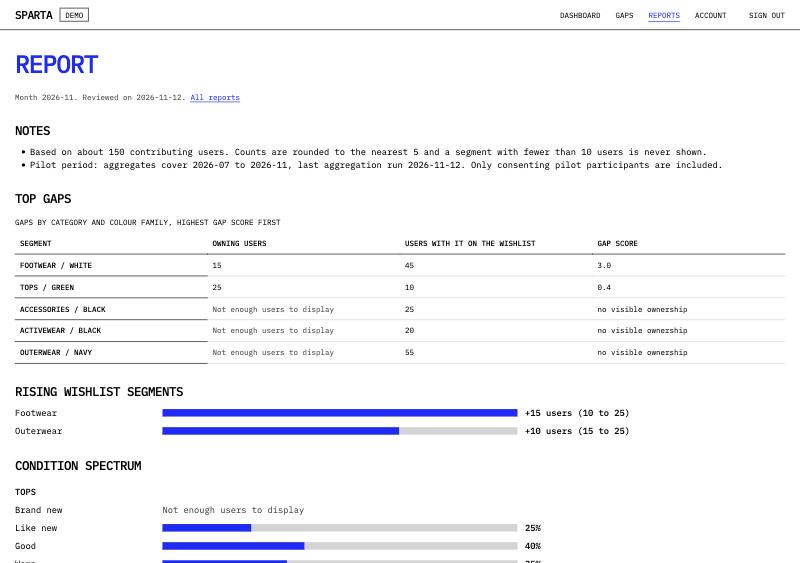 SPARTA DEMO DASHBOARD GAPS REPORTS ACCOUNT SIGN OUT
REPORT
Month 2026-11. Reviewed on 2026-11-12. All reports
NOTES
• Based on about 150 contributing users. Counts are rounded to the nearest 5 and a segment with fewer than 10 users is never shown.
• Pilot period: aggregates cover 2026-07 to 2026-11, last aggregation run 2026-11-12. Only consenting pilot participants are included.
TOP GAPS
GAPS BY CATEGORY AND COLOUR FAMILY, HIGHEST GAP SCORE FIRST
SEGMENT OWNING USERS USERS WITH IT ON THE WISHLIST GAP SCORE
FOOTWEAR / WHITE 15 45 3.0
TOPS / GREEN 25 10 0.4
ACCESSORIES / BLACK Not enough users to display 25 no visible ownership
ACTIVEWEAR / BLACK Not enough users to display 20 no visible ownership
OUTERWEAR / NAVY Not enough users to display 55 no visible ownership
RISING WISHLIST SEGMENTS
Footwear +15 users (10 to 25)
Outerwear +10 users (15 to 25)
CONDITION SPECTRUM
TOPS
Brand new Not enough users to display
Like new 25%
Good 40%